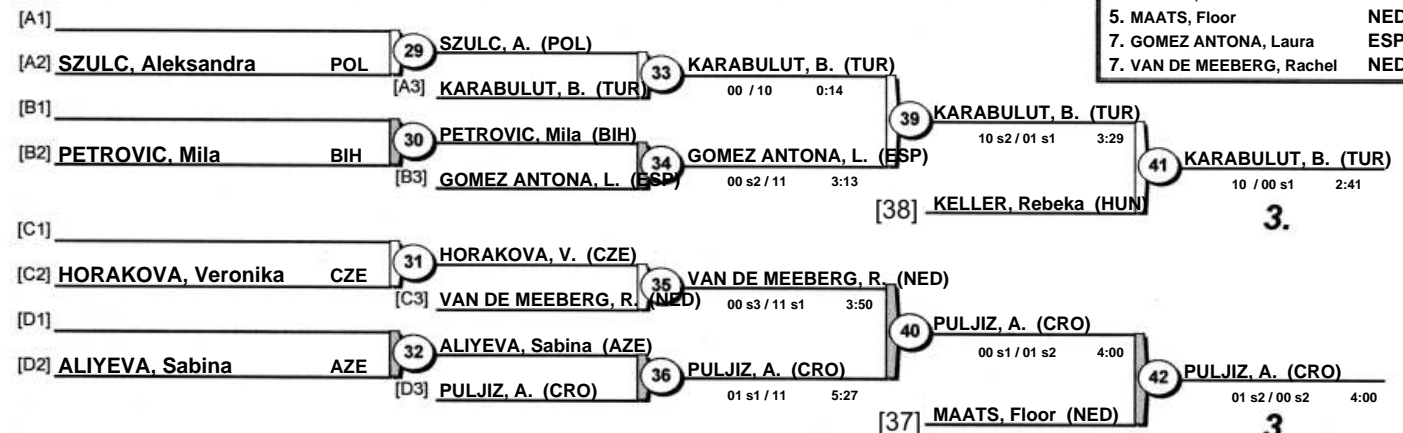 5. MAATS, Floor NED
7. GOMEZ ANTONA, Laura ESP
7. VAN DE MEEBERG, Rachel NED
[A1]
29 SZULC, A. (POL)
[A2] SZULC, Aleksandra POL
33 KARABULUT, B. (TUR)
[A3] KARABULUT, B. (TUR)
00 / 10 0:14
[B1]
39 KARABULUT, B. (TUR)
30 PETROVIC, Mila (BIH)
10 s2 / 01 s1 3:29
[B2] PETROVIC, Mila BIH
34 GOMEZ ANTONA, L. (ESP)
41 KARABULUT, B. (TUR)
[B3] GOMEZ ANTONA, L. (ESP)
00 s2 / 11 3:13
10 / 00 s1 2:41
[38] KELLER, Rebeka (HUN)
3.
[C1]
31 HORAKOVA, V. (CZE)
[C2] HORAKOVA, Veronika CZE
35 VAN DE MEEBERG, R. (NED)
[C3] VAN DE MEEBERG, R. (NED)
00 s3 / 11 s1 3:50
[D1]
40 PULJIZ, A. (CRO)
32 ALIYEVA, Sabina (AZE)
00 s1 / 01 s2 4:00
[D2] ALIYEVA, Sabina AZE
36 PULJIZ, A. (CRO)
42 PULJIZ, A. (CRO)
[D3] PULJIZ, A. (CRO)
01 s1 / 11 5:27
01 s2 / 00 s2 4:00
[37] MAATS, Floor (NED)
3